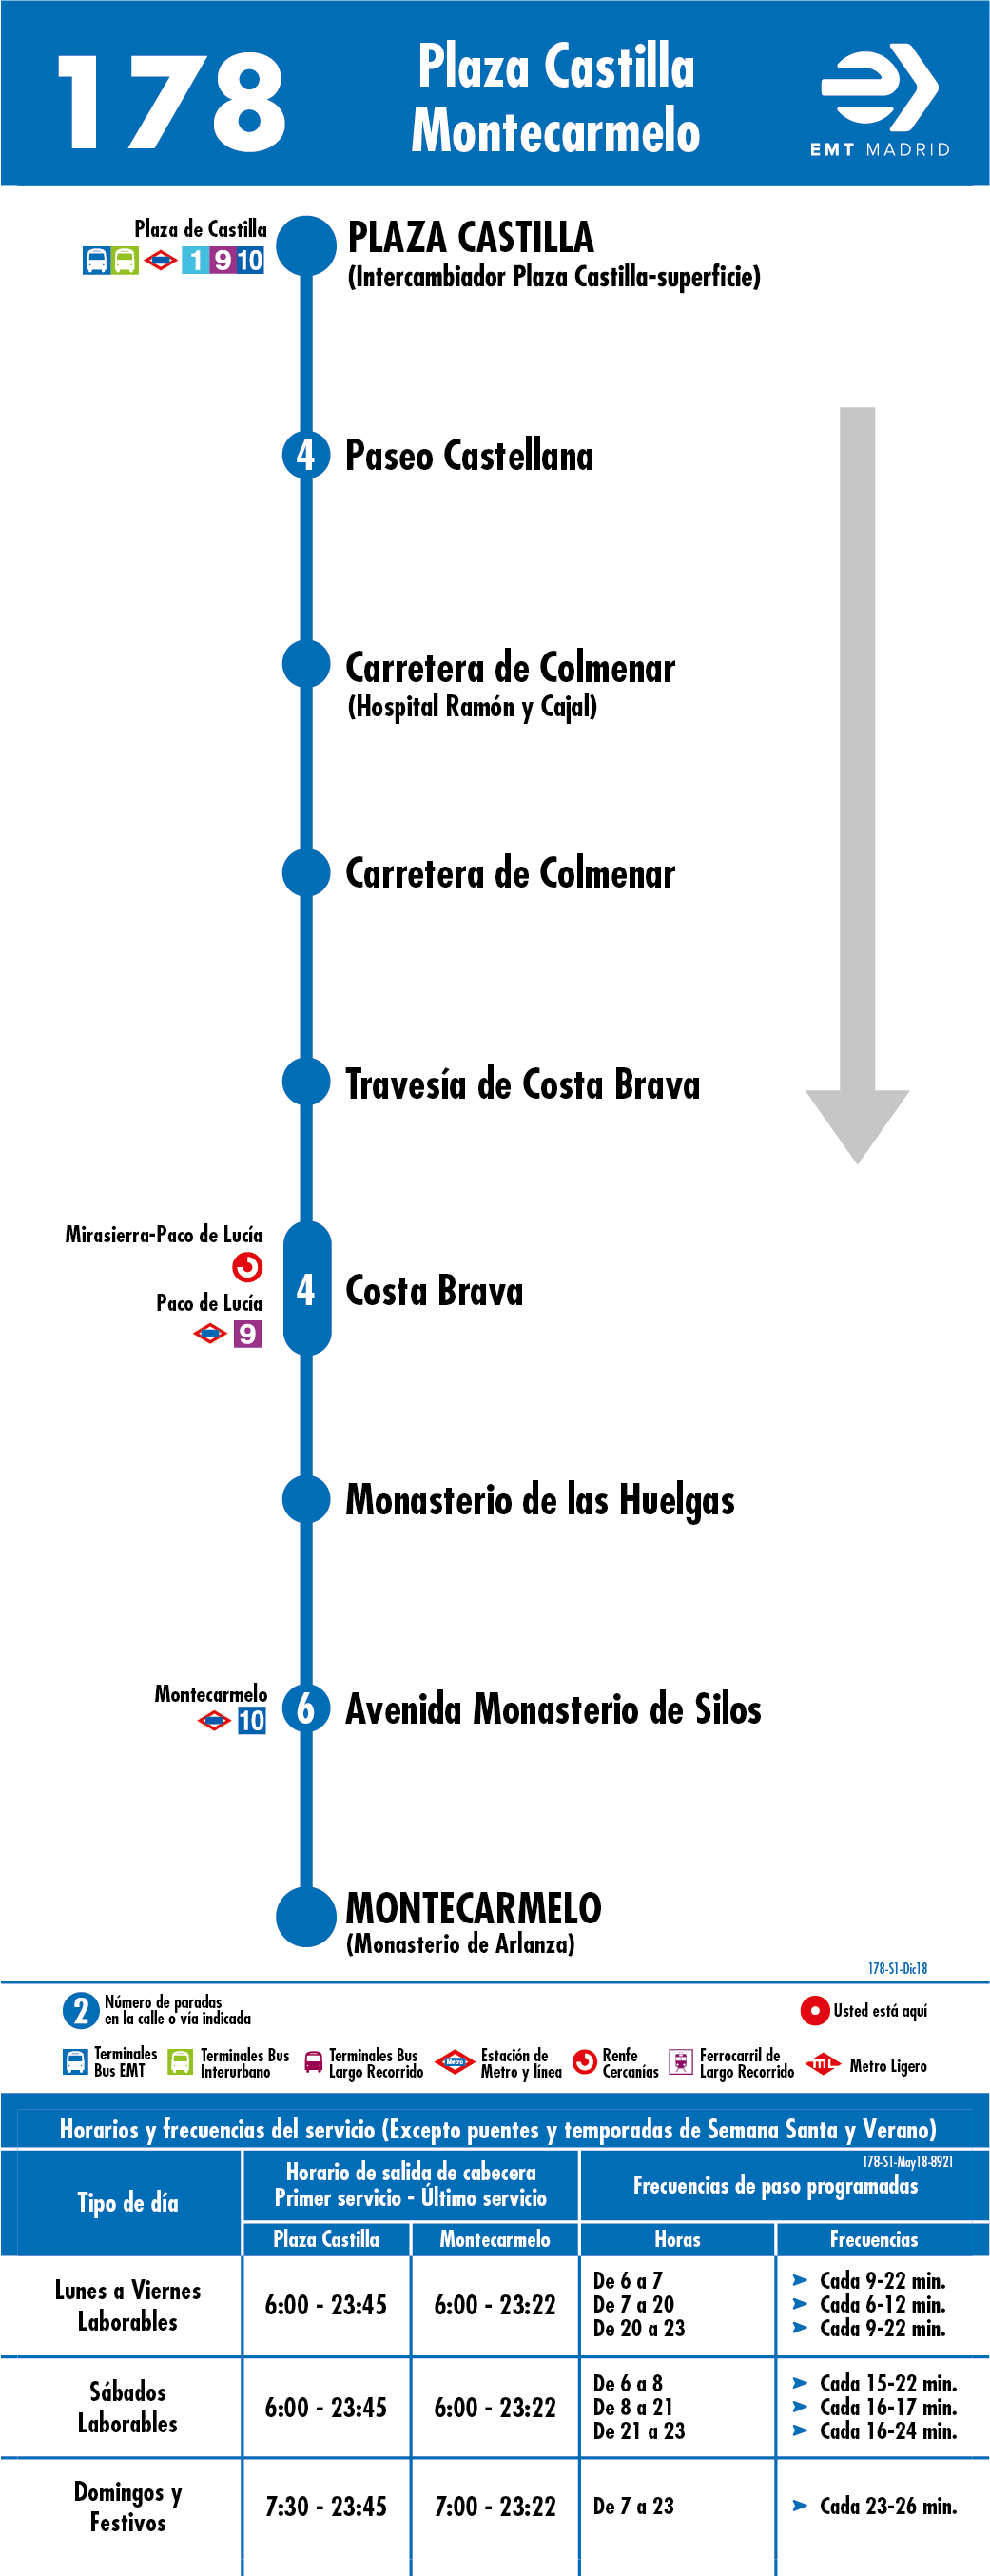 178
Plaza Castilla
Montecarmelo
EMT MADRID
Plaza de Castilla
1 9 10
PLAZA CASTILLA
(Intercambiador Plaza Castilla-superficie)
4 Paseo Castellana
Carretera de Colmenar
(Hospital Ramón y Cajal)
Carretera de Colmenar
Travesía de Costa Brava
Mirasierra-Paco de Lucía
Paco de Lucía
9
4 Costa Brava
Monasterio de las Huelgas
Montecarmelo
10
6 Avenida Monasterio de Silos
MONTECARMELO
(Monasterio de Arlanza)
178-S1-Dic18
2 Número de paradas
en la calle o vía indicada
Usted está aquí
Terminales
Bus EMT
Terminales Bus
Interurbano
Terminales Bus
Largo Recorrido
Metro
Estación de
Metro y línea
Renfe
Cercanías
Ferrocarril de
Largo Recorrido
ML
Metro Ligero
Horarios y frecuencias del servicio (Excepto puentes y temporadas de Semana Santa y Verano)
178-S1-May18-8921
Tipo de día
Horario de salida de cabecera
Primer servicio - Último servicio
Frecuencias de paso programadas
Plaza Castilla
Montecarmelo
Horas
Frecuencias
Lunes a Viernes
Laborables
6:00 - 23:45
6:00 - 23:22
De 6 a 7
Cada 9-22 min.
De 7 a 20
Cada 6-12 min.
De 20 a 23
Cada 9-22 min.
Sábados
Laborables
6:00 - 23:45
6:00 - 23:22
De 6 a 8
Cada 15-22 min.
De 8 a 21
Cada 16-17 min.
De 21 a 23
Cada 16-24 min.
Domingos y
Festivos
7:30 - 23:45
7:00 - 23:22
De 7 a 23
Cada 23-26 min.